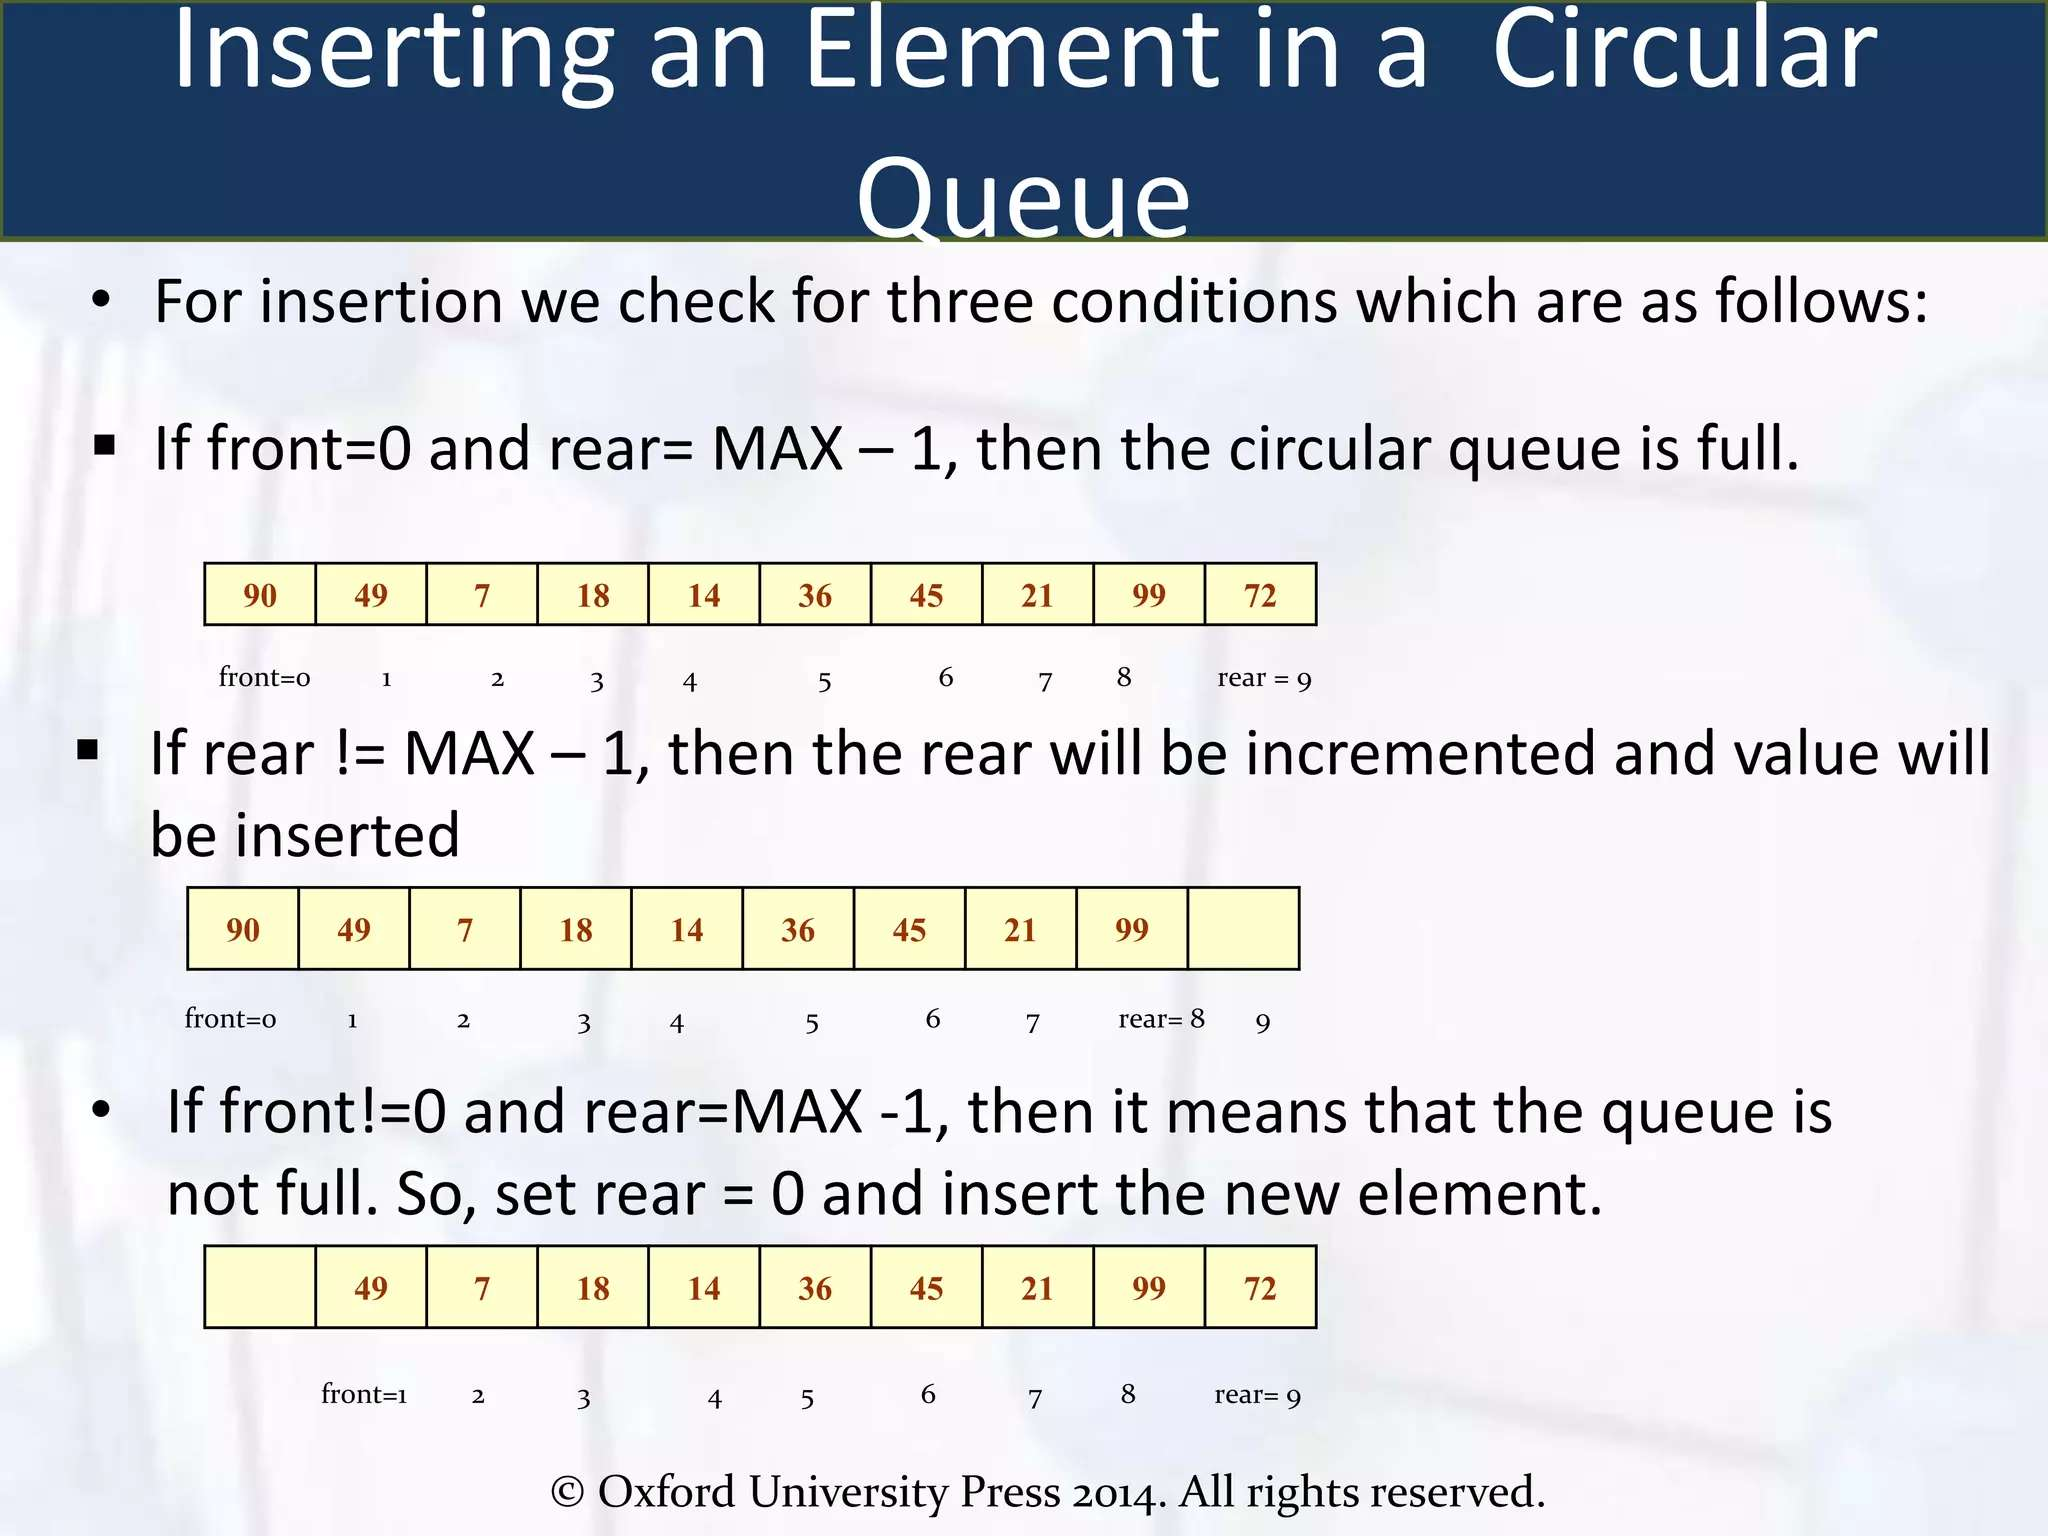 Inserting an Element in a Circular
Queue
• For insertion we check for three conditions which are as follows:
▪ If front=0 and rear= MAX – 1, then the circular queue is full.
90 49 7 18 14 36 45 21 99 72
front=0 1 2 3 4 5 6 7 8 rear = 9
▪ If rear != MAX – 1, then the rear will be incremented and value will
be inserted
90 49 7 18 14 36 45 21 99
front=0 1 2 3 4 5 6 7 rear= 8 9
• If front!=0 and rear=MAX -1, then it means that the queue is
not full. So, set rear = 0 and insert the new element.
49 7 18 14 36 45 21 99 72
front=1 2 3 4 5 6 7 8 rear= 9
© Oxford University Press 2014. All rights reserved.